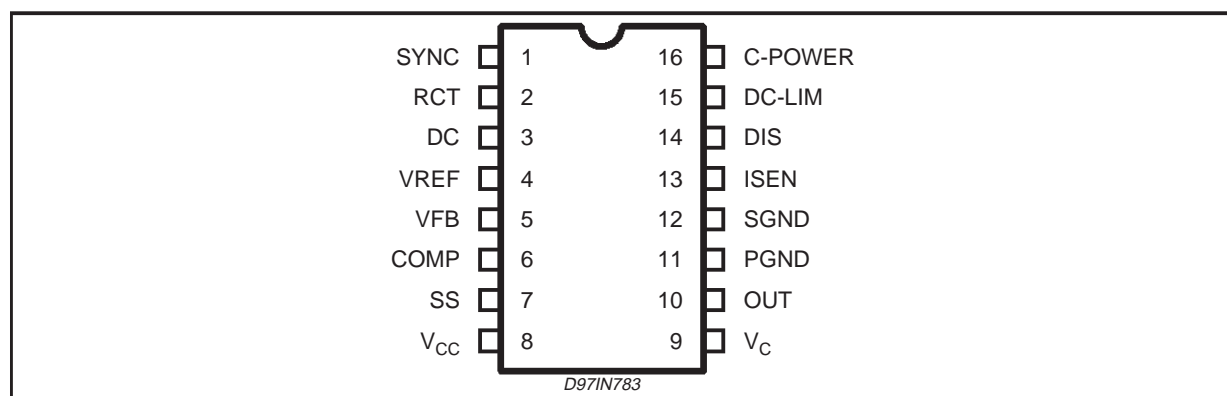 SYNC 1 16 C-POWER
RCT 2 15 DC-LIM
DC 3 14 DIS
VREF 4 13 ISEN
VFB 5 12 SGND
COMP 6 11 PGND
SS 7 10 OUT
VCC 8 9 VC
D97IN783